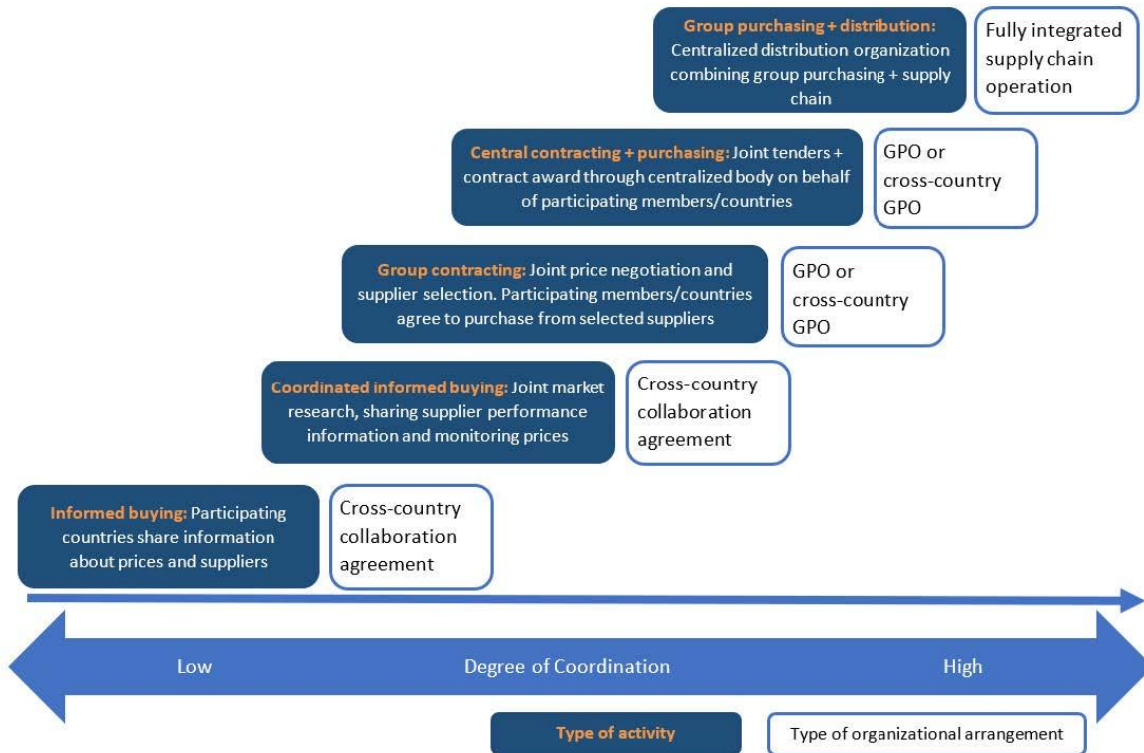 Group purchasing + distribution:
Centralized distribution organization
combining group purchasing + supply
chain
Fully integrated
supply chain
operation
Central contracting + purchasing: Joint tenders +
contract award through centralized body on behalf
of participating members/countries
GPO or
cross-country
GPO
Group contracting: Joint price negotiation and
supplier selection. Participating members/countries
agree to purchase from selected suppliers
GPO or
cross-country
GPO
Coordinated informed buying: Joint market
research, sharing supplier performance
information and monitoring prices
Cross-country
collaboration
agreement
Informed buying: Participating
countries share information
about prices and suppliers
Cross-country
collaboration
agreement
Low
Degree of Coordination
High
Type of activity
Type of organizational arrangement